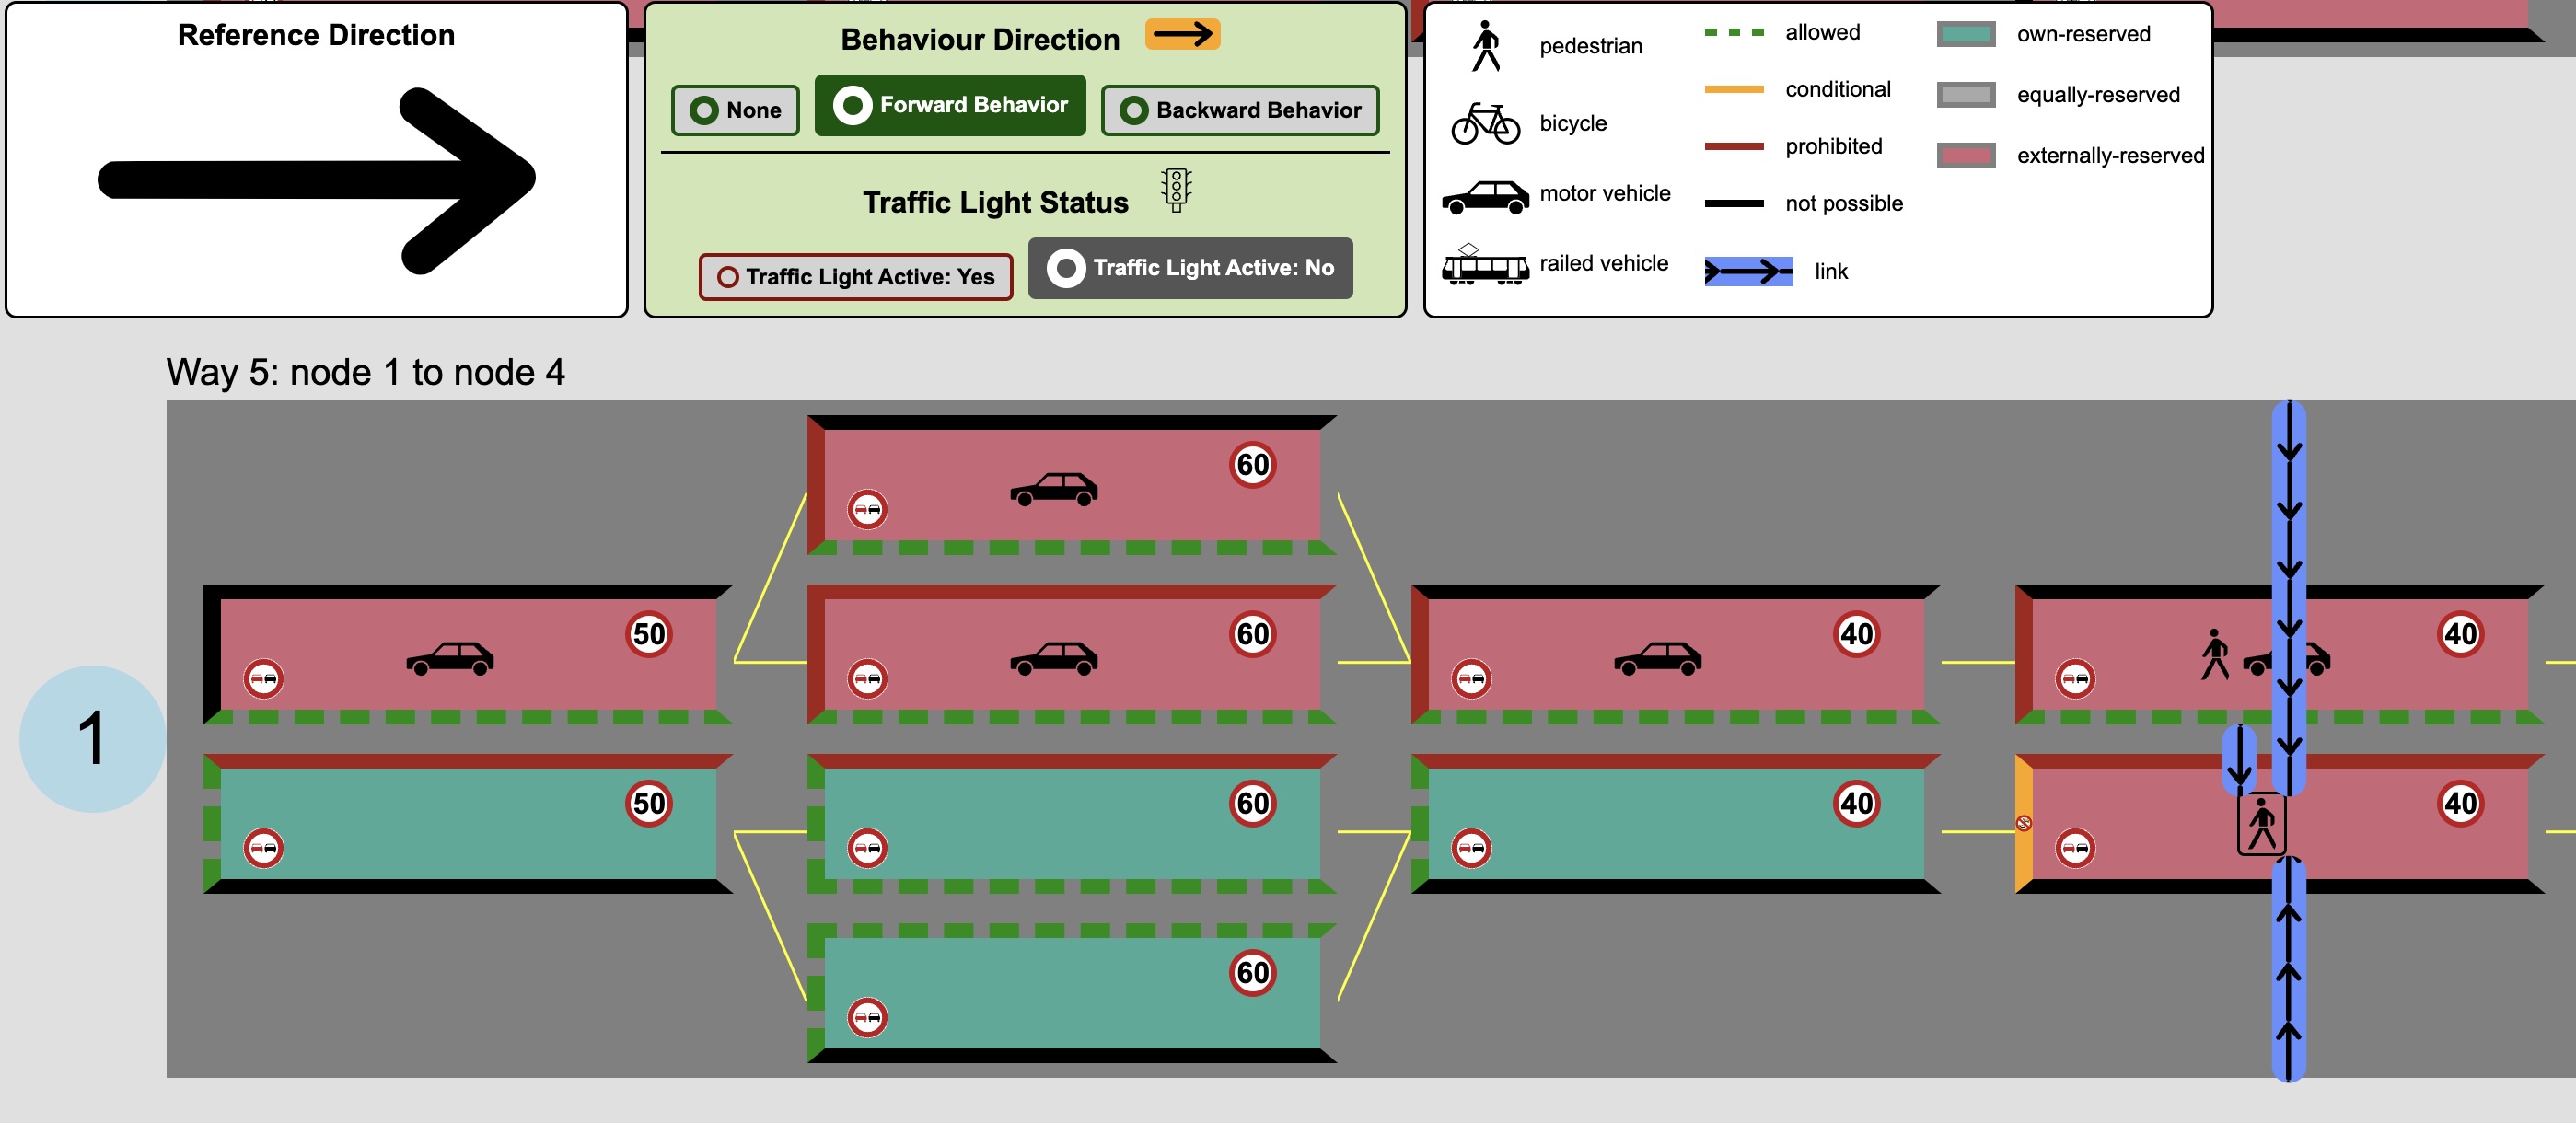 Reference Direction
Behaviour Direction
None
Forward Behavior
Backward Behavior
Traffic Light Status
Traffic Light Active: Yes
Traffic Light Active: No
pedestrian
bicycle
motor vehicle
railed vehicle
allowed
conditional
prohibited
not possible
link
own-reserved
equally-reserved
externally-reserved
Way 5: node 1 to node 4
60
50
60
40
40
1
50
60
40
40
60